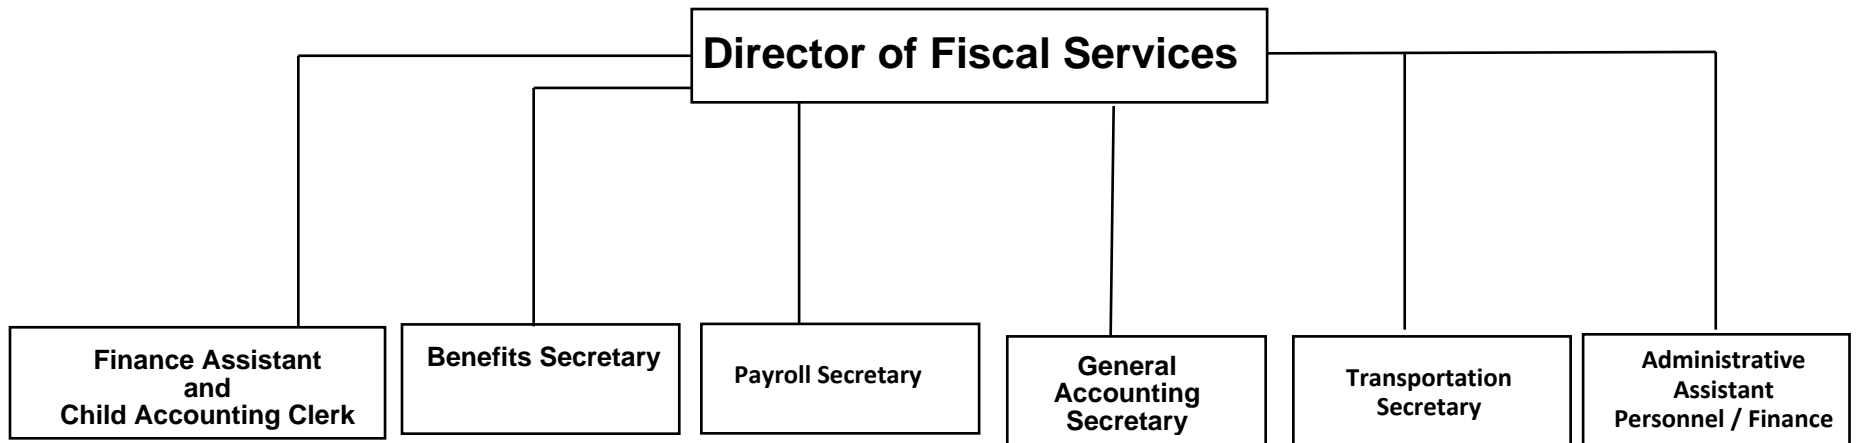 Director of Fiscal Services
Finance Assistant
and
Child Accounting Clerk
Benefits Secretary
Payroll Secretary
General
Accounting
Secretary
Transportation
Secretary
Administrative
Assistant
Personnel / Finance